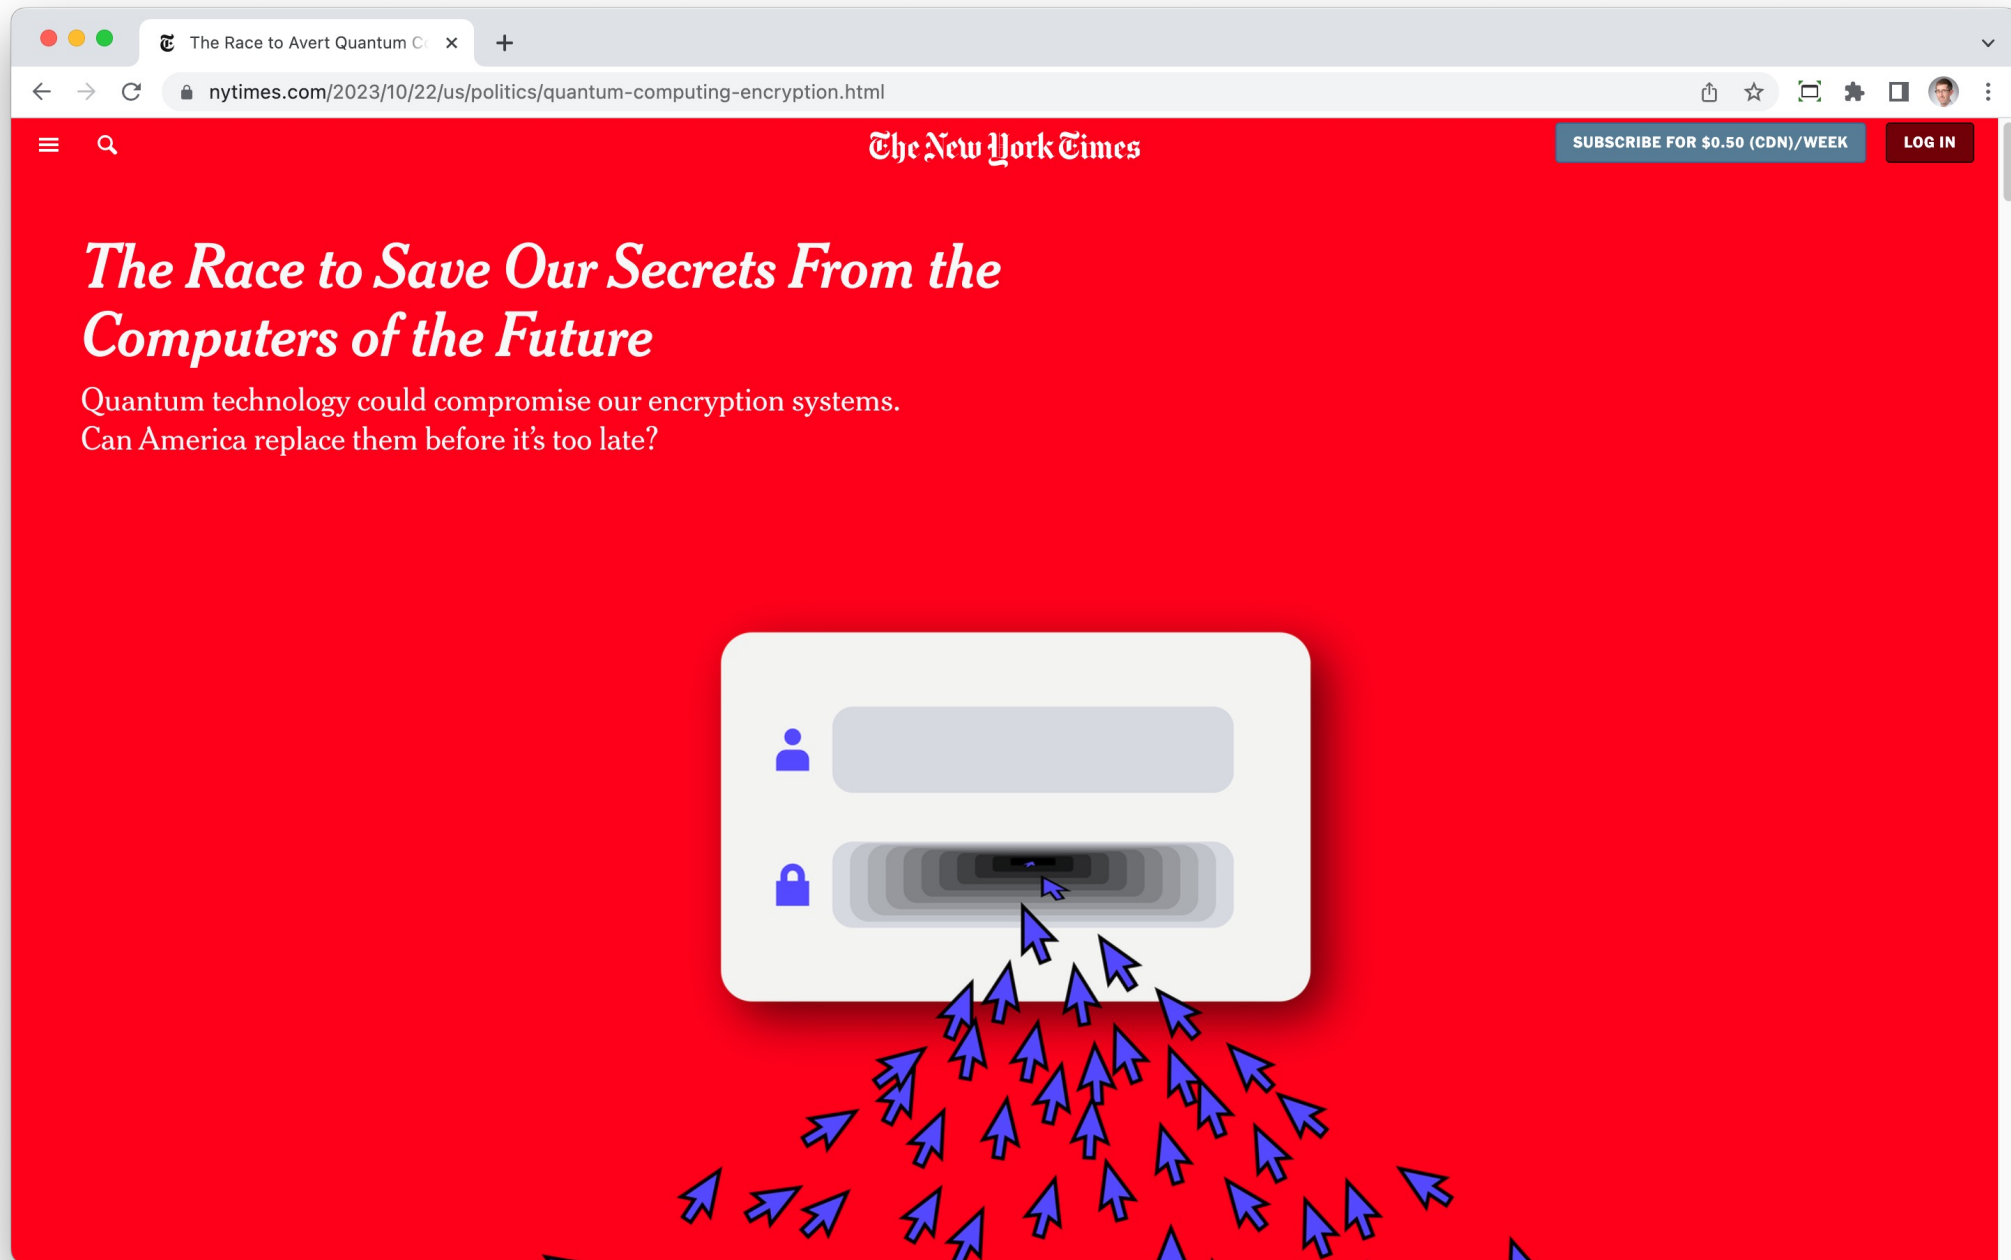 The Race to Avert Quantum C
nytimes.com/2023/10/22/us/politics/quantum-computing-encryption.html
The New York Times
SUBSCRIBE FOR $0.50 (CDN)/WEEK
LOG IN
The Race to Save Our Secrets From the
Computers of the Future
Quantum technology could compromise our encryption systems.
Can America replace them before it’s too late?